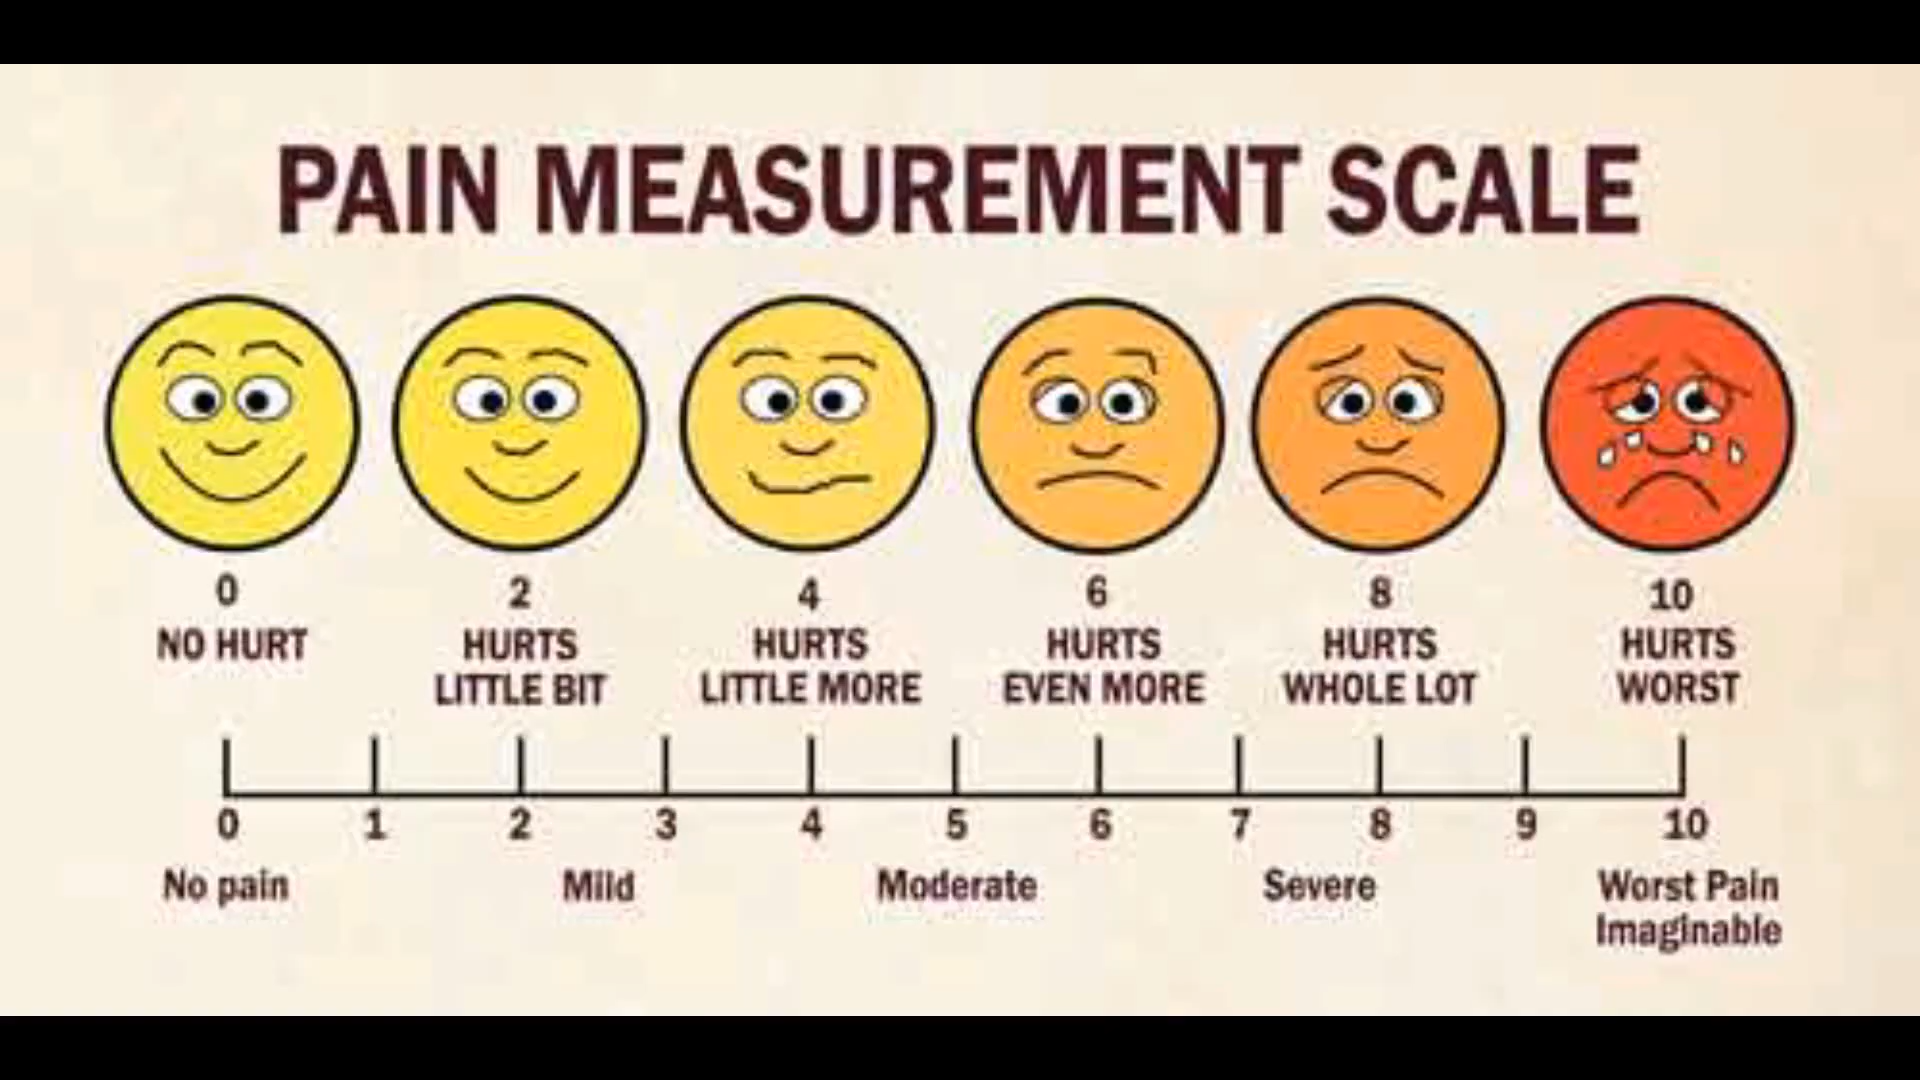 PAIN MEASUREMENT SCALE
0 2 4 6 8 10
NO HURT HURTS HURTS HURTS HURTS HURTS
LITTLE BIT LITTLE MORE EVEN MORE WHOLE LOT WORST
0 1 2 3 4 5 6 7 8 9 10
No pain Mild Moderate Severe Worst Pain
Imaginable